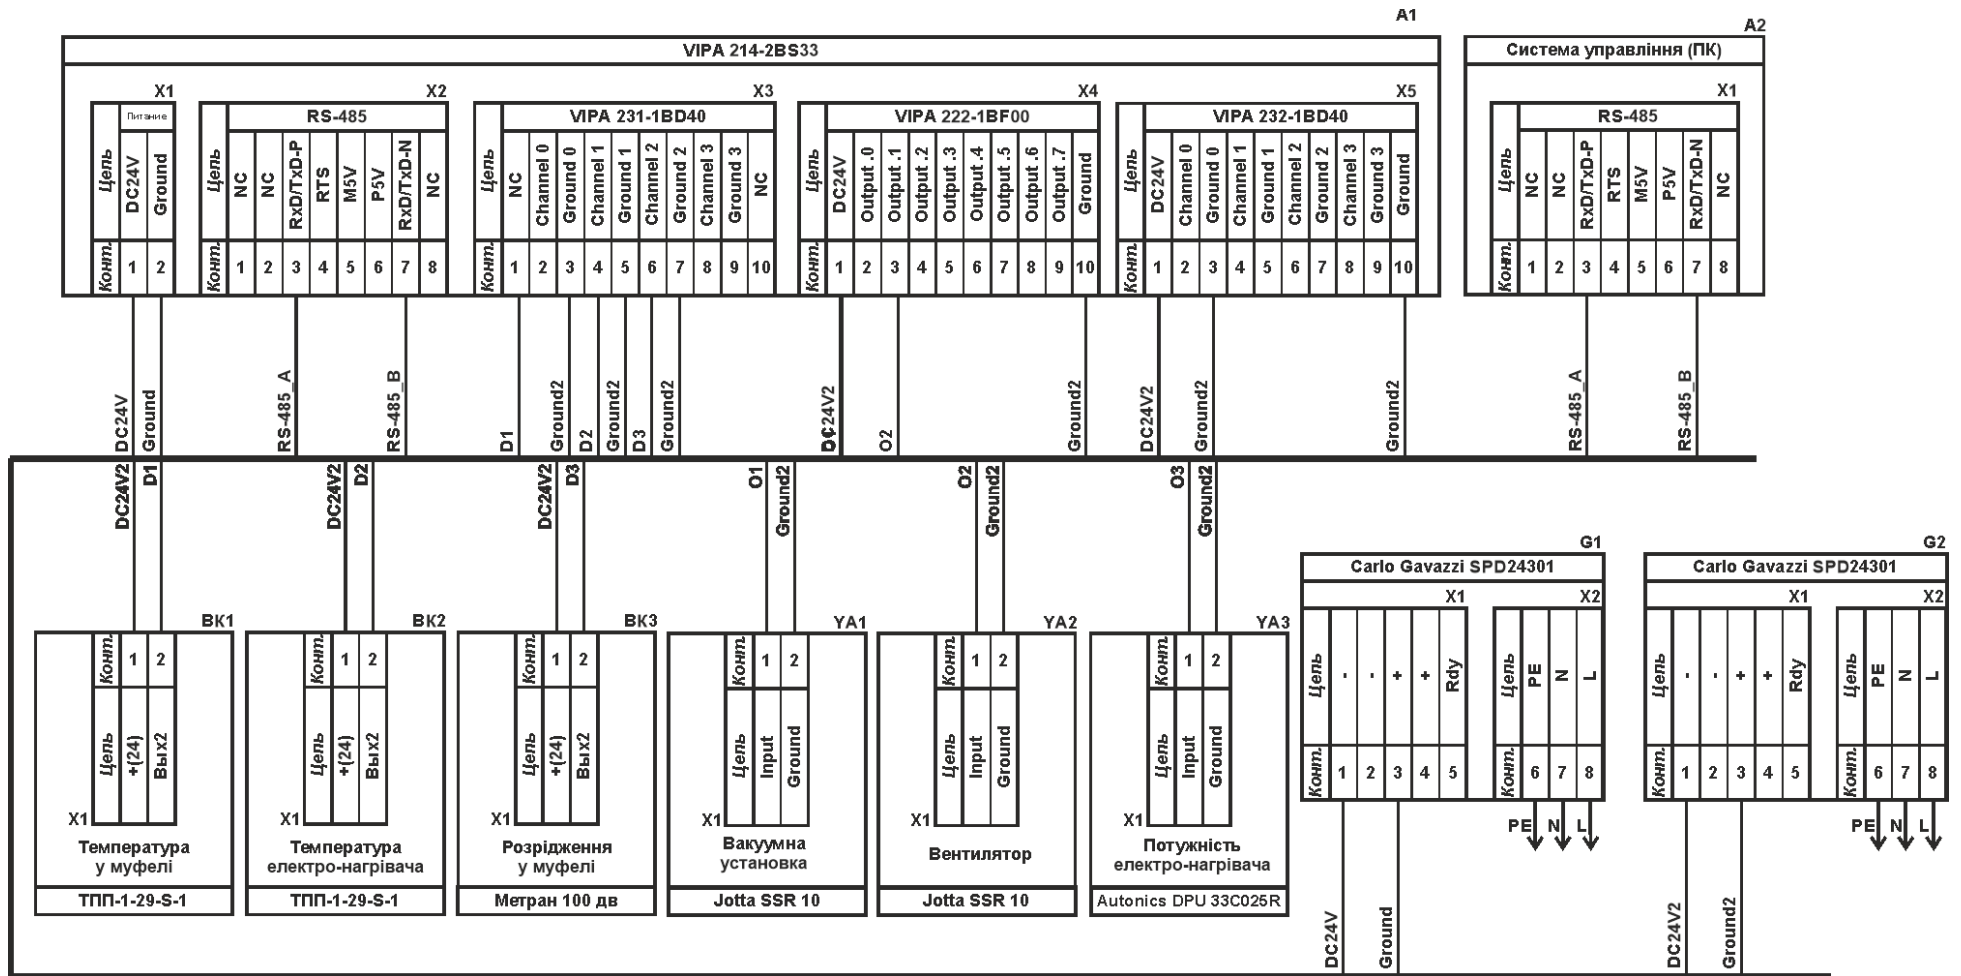 A1
A2
VIPA 214-2BS33
Система управління (ПК)
X1
X2
X3
X4
X5
X1
Цепь
Питание
DC24V
Ground
Конт.
1
2
Цепь
RS-485
NC
NC
RxD/TxD-P
RTS
M5V
P5V
RxD/TxD-N
NC
Конт.
1
2
3
4
5
6
7
8
Цепь
VIPA 231-1BD40
NC
Channel 0
Ground 0
Channel 1
Ground 1
Channel 2
Ground 2
Channel 3
Ground 3
NC
Конт.
1
2
3
4
5
6
7
8
9
10
Цепь
VIPA 222-1BF00
DC24V
Output .0
Output .1
Output .2
Output .3
Output .4
Output .5
Output .6
Output .7
Ground
Конт.
1
2
3
4
5
6
7
8
9
10
Цепь
VIPA 232-1BD40
DC24V
Channel 0
Ground 0
Channel 1
Ground 1
Channel 2
Ground 2
Channel 3
Ground 3
Ground
Конт.
1
2
3
4
5
6
7
8
9
10
Цепь
RS-485
NC
NC
RxD/TxD-P
RTS
M5V
P5V
RxD/TxD-N
NC
Конт.
1
2
3
4
5
6
7
8
DC24V
Ground
RS-485_A
RS-485_B
D1
Ground2
D2
Ground2
D3
Ground2
DC24V2
O2
Ground2
DC24V2
Ground2
Ground2
RS-485_A
RS-485_B
DC24V2
D1
DC24V2
D2
DC24V2
D3
O1
Ground2
O2
Ground2
O3
Ground2
BK1
Конт.
1
2
Цепь
+(24)
Вых2
X1
Температура
у муфелі
ТПП-1-29-S-1
BK2
Конт.
1
2
Цепь
+(24)
Вых2
X1
Температура
електро-нагрівача
ТПП-1-29-S-1
BK3
Конт.
1
2
Цепь
+(24)
Вых2
X1
Розрідження
у муфелі
Метран 100 дв
YA1
Конт.
1
2
Цепь
Input
Ground
X1
Вакуумна
установка
Jotta SSR 10
YA2
Конт.
1
2
Цепь
Input
Ground
X1
Вентилятор
Jotta SSR 10
YA3
Конт.
1
2
Цепь
Input
Ground
X1
Потужність
електро-нагрівача
Autonics DPU 33C025R
G1
Carlo Gavazzi SPD24301
X1
X2
Цепь
-
-
+
+
Rdy
Конт.
1
2
3
4
5
Цепь
PE
N
L
Конт.
6
7
8
PE
N
L
DC24V
Ground
G2
Carlo Gavazzi SPD24301
X1
X2
Цепь
-
-
+
+
Rdy
Конт.
1
2
3
4
5
Цепь
PE
N
L
Конт.
6
7
8
PE
N
L
DC24V2
Ground2